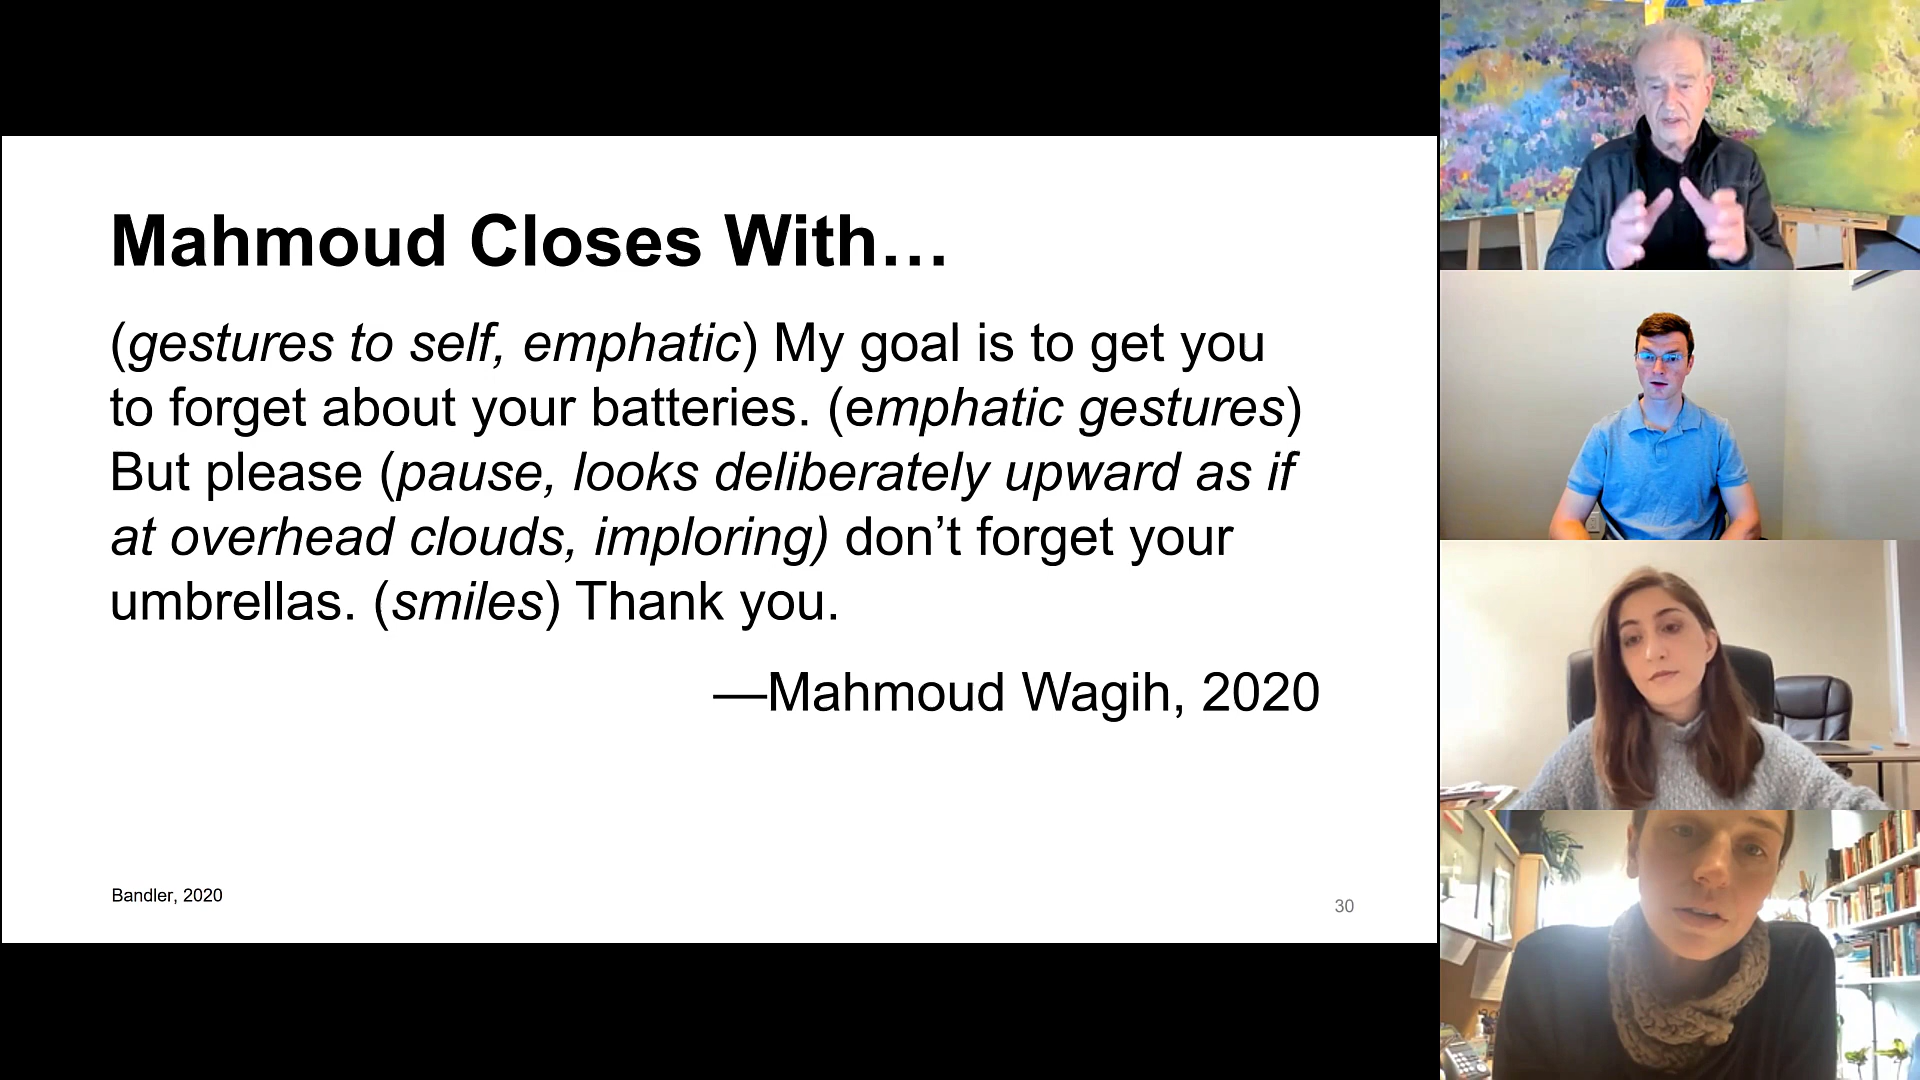 Mahmoud Closes With…
(gestures to self, emphatic) My goal is to get you
to forget about your batteries. (emphatic gestures)
But please (pause, looks deliberately upward as if
at overhead clouds, imploring) don’t forget your
umbrellas. (smiles) Thank you.
—Mahmoud Wagih, 2020
Bandler, 2020
30